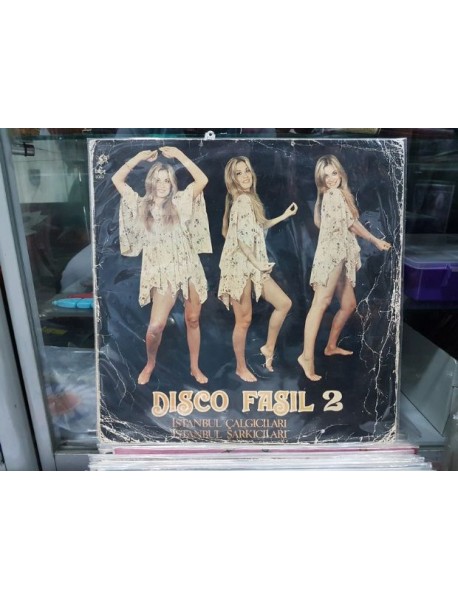 DISCO FASIL 2
İSTANBUL ÇALGICILARI
İSTANBUL ŞARKICILARI